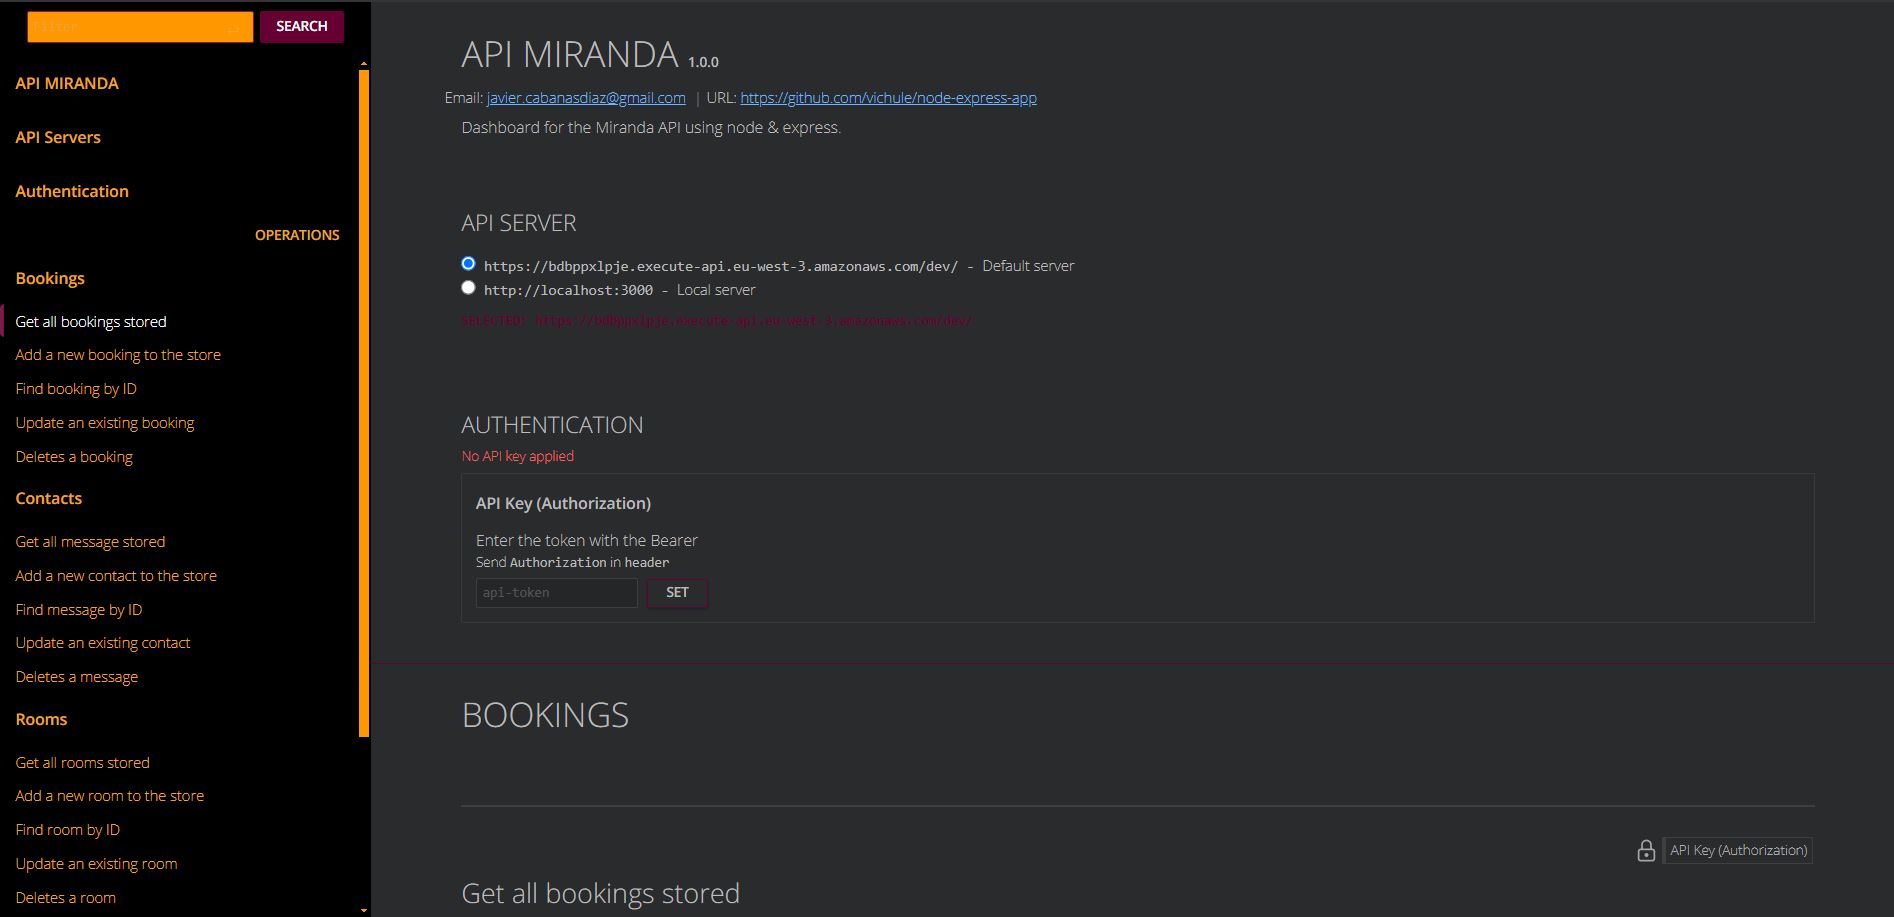 Filter
SEARCH
API MIRANDA
API Servers
Authentication
OPERATIONS
Bookings
Get all bookings stored
Add a new booking to the store
Find booking by ID
Update an existing booking
Deletes a booking
Contacts
Get all message stored
Add a new contact to the store
Find message by ID
Update an existing contact
Deletes a message
Rooms
Get all rooms stored
Add a new room to the store
Find room by ID
Update an existing room
Deletes a room
API MIRANDA 1.0.0
Email: javier.cabanasdiaz@gmail.com | URL: https://github.com/vichule/node-express-app
Dashboard for the Miranda API using node & express.
API SERVER
https://bdbppxlpje.execute-api.eu-west-3.amazonaws.com/dev/ - Default server
http://localhost:3000 - Local server
SELECTED: https://bdbppxlpje.execute-api.eu-west-3.amazonaws.com/dev/
AUTHENTICATION
No API key applied
API Key (Authorization)
Enter the token with the Bearer
Send Authorization in header
api-token
SET
BOOKINGS
API Key (Authorization)
Get all bookings stored